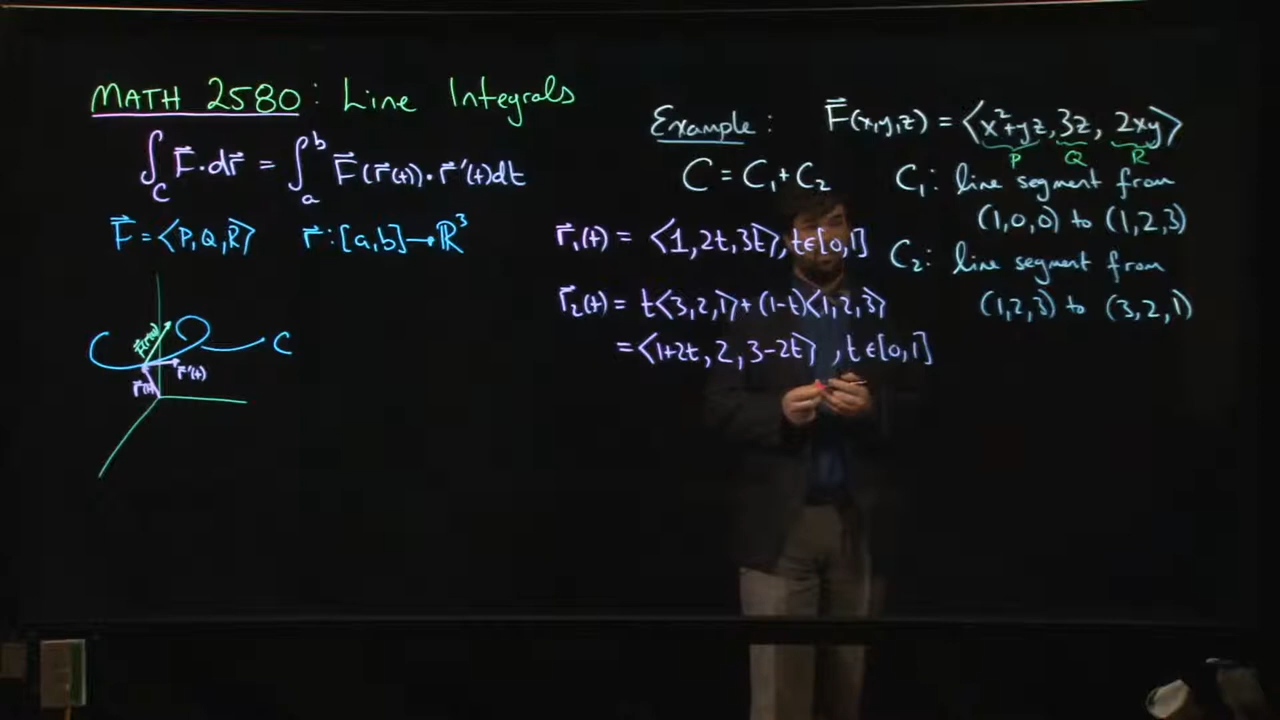 MATH 2580: Line Integrals
∫_C F⃗·dr⃗ = ∫_a^b F⃗(r⃗(t))·r⃗'(t)dt
F⃗ = ⟨P,Q,R⟩ r⃗:[a,b]→ℝ³
C
F⃗(r⃗(t))
r⃗'(t)
r⃗(t)
Example: F⃗(x,y,z) = ⟨x²+yz, 3z, 2xy⟩
P Q R
C = C₁+C₂
C₁: line segment from
(1,0,0) to (1,2,3)
r⃗₁(t) = ⟨1,2t,3t⟩, t∈[0,1]
C₂: line segment from
(1,2,3) to (3,2,1)
r⃗₂(t) = t⟨3,2,1⟩+(1-t)⟨1,2,3⟩
=⟨1+2t, 2, 3-2t⟩, t∈[0,1]